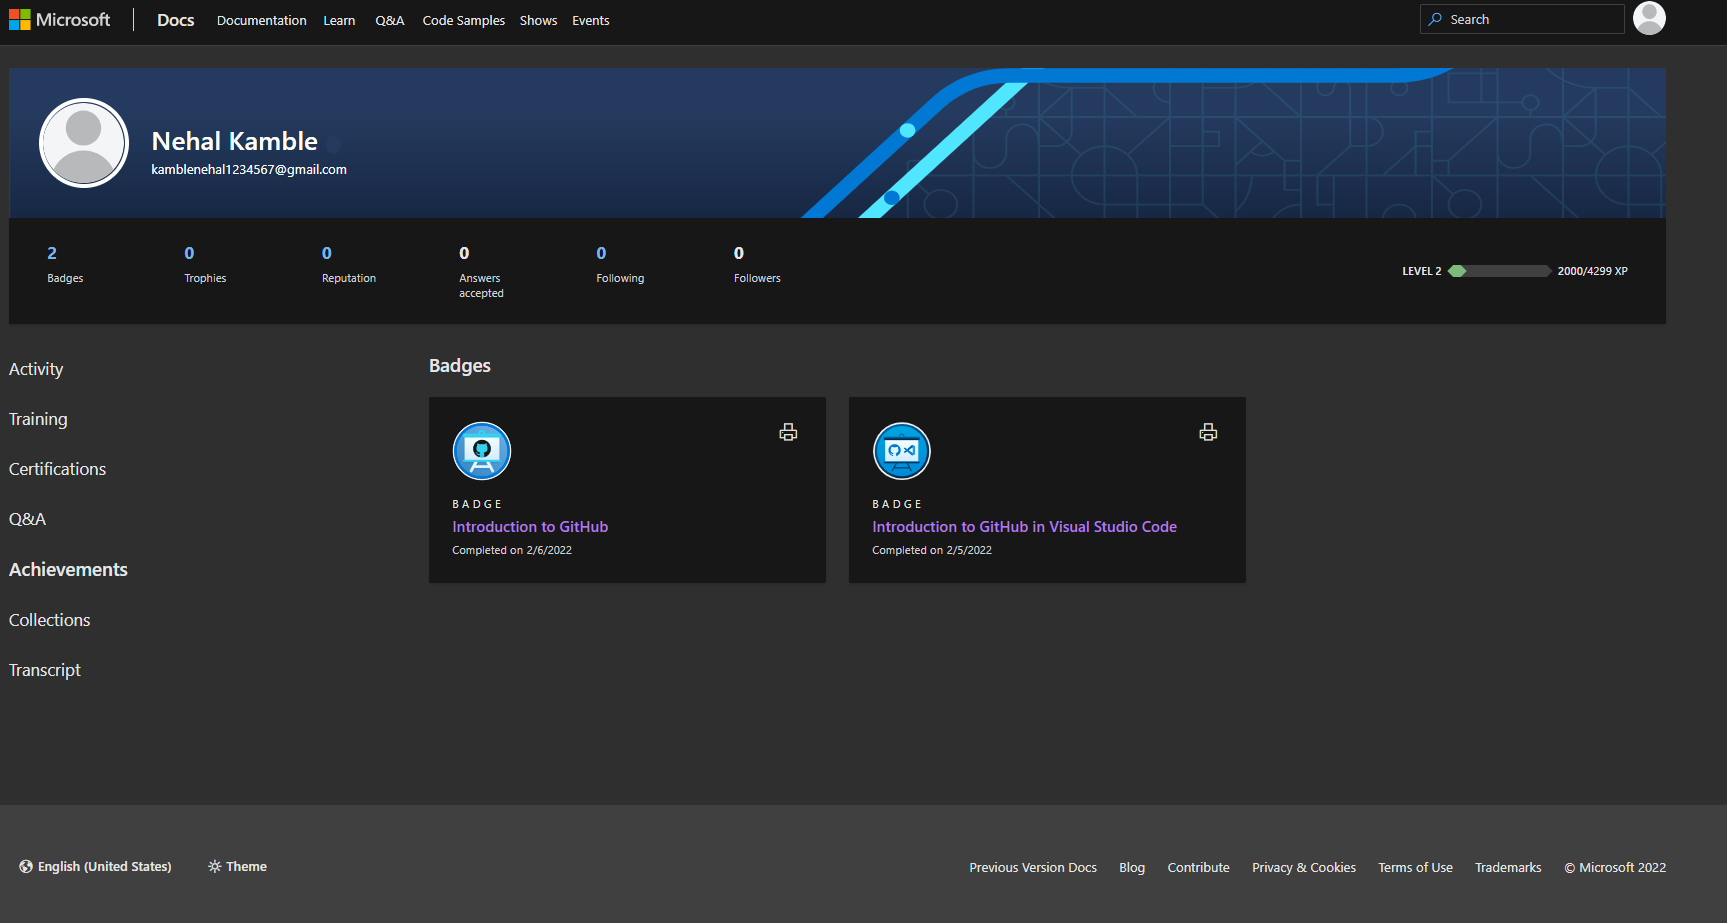 Microsoft
Docs Documentation Learn Q&A Code Samples Shows Events
Search
Nehal Kamble
kamblenehal1234567@gmail.com
2
Badges
0
Trophies
0
Reputation
0
Answers
accepted
0
Following
0
Followers
LEVEL 2 2000/4299 XP
Activity
Training
Certifications
Q&A
Achievements
Collections
Transcript
Badges
BADGE
Introduction to GitHub
Completed on 2/6/2022
BADGE
Introduction to GitHub in Visual Studio Code
Completed on 2/5/2022
English (United States) Theme
Previous Version Docs Blog Contribute Privacy & Cookies Terms of Use Trademarks © Microsoft 2022